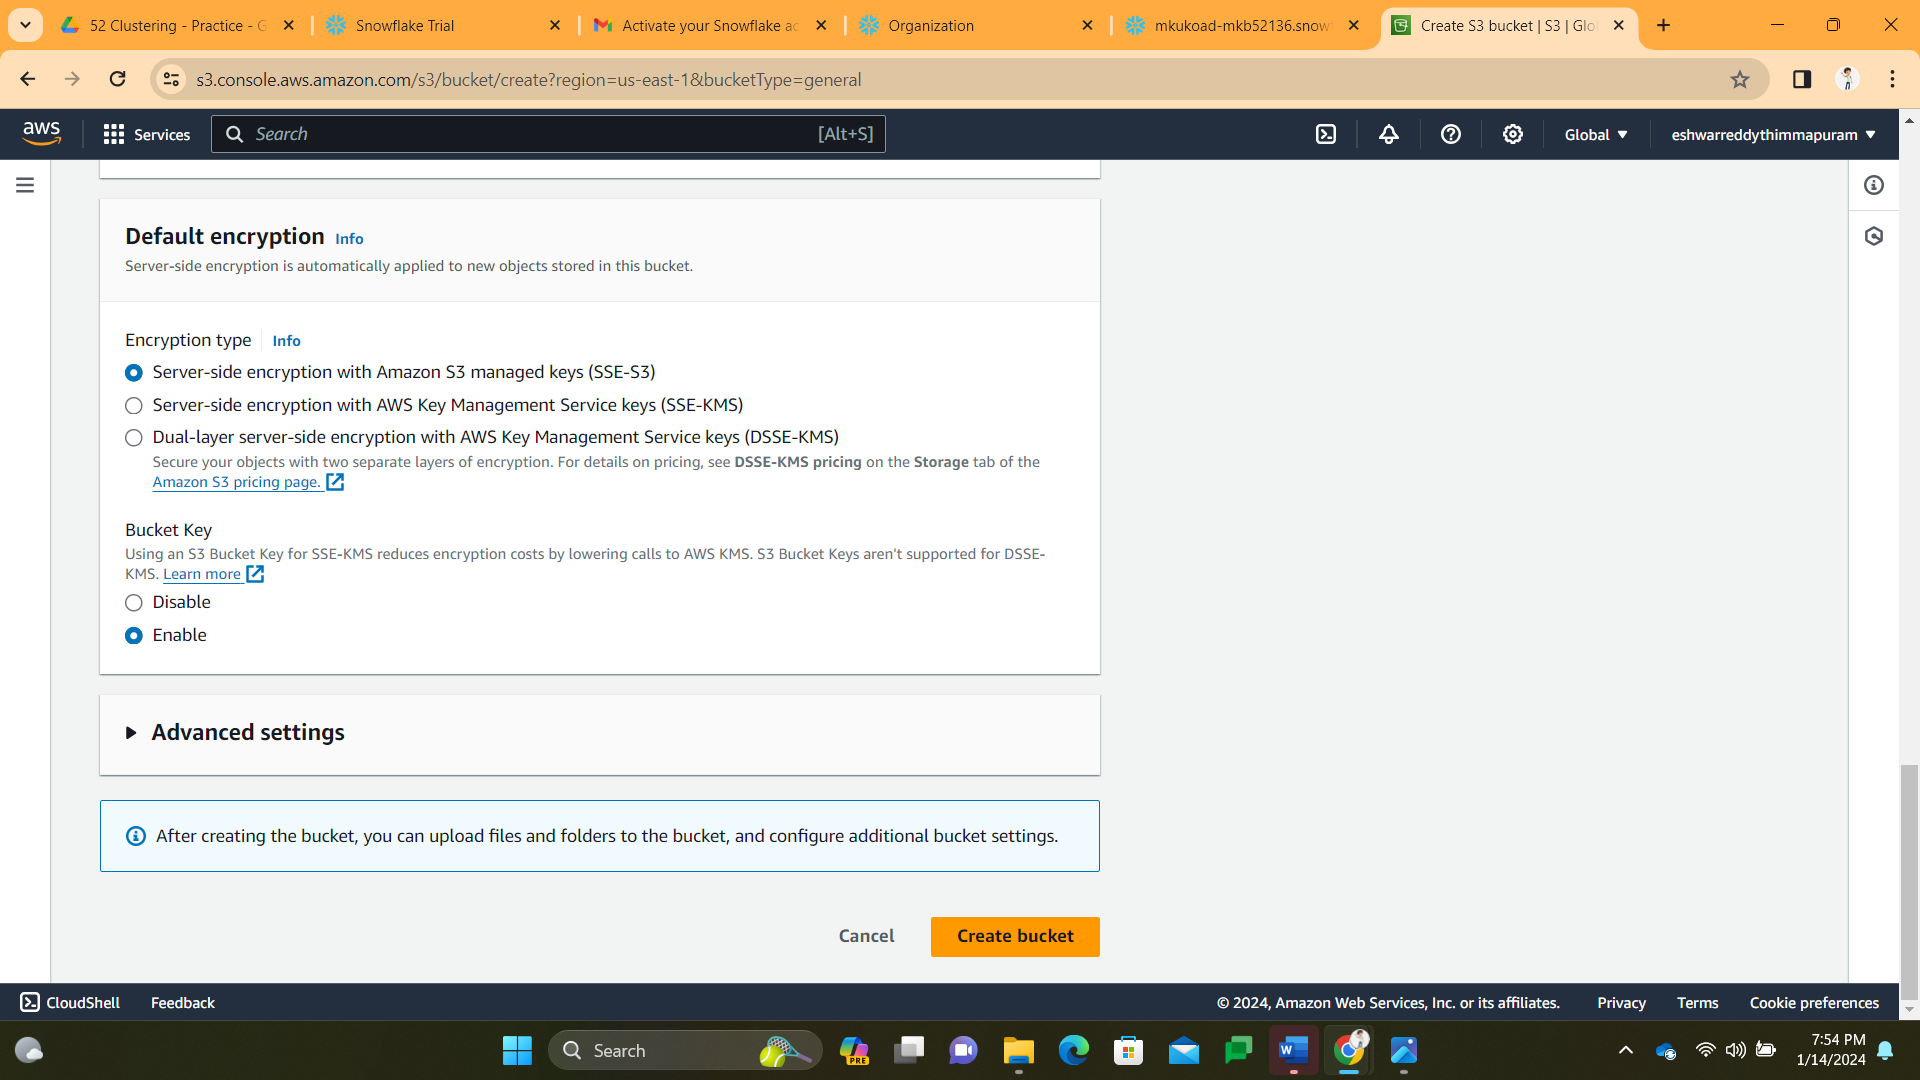 52 Clustering - Practice - G
Snowflake Trial
Activate your Snowflake ac
Organization
mkukoad-mkb52136.snow
Create S3 bucket | S3 | Glo
s3.console.aws.amazon.com/s3/bucket/create?region=us-east-1&bucketType=general
aws
Services
Search
[Alt+S]
Global
eshwarreddythimmapuram
Default encryption Info
Server-side encryption is automatically applied to new objects stored in this bucket.
Encryption type Info
Server-side encryption with Amazon S3 managed keys (SSE-S3)
Server-side encryption with AWS Key Management Service keys (SSE-KMS)
Dual-layer server-side encryption with AWS Key Management Service keys (DSSE-KMS)
Secure your objects with two separate layers of encryption. For details on pricing, see DSSE-KMS pricing on the Storage tab of the
Amazon S3 pricing page.
Bucket Key
Using an S3 Bucket Key for SSE-KMS reduces encryption costs by lowering calls to AWS KMS. S3 Bucket Keys aren't supported for DSSE-
KMS. Learn more
Disable
Enable
Advanced settings
After creating the bucket, you can upload files and folders to the bucket, and configure additional bucket settings.
Cancel
Create bucket
CloudShell
Feedback
© 2024, Amazon Web Services, Inc. or its affiliates.
Privacy
Terms
Cookie preferences
Search
PRE
W
7:54 PM
1/14/2024